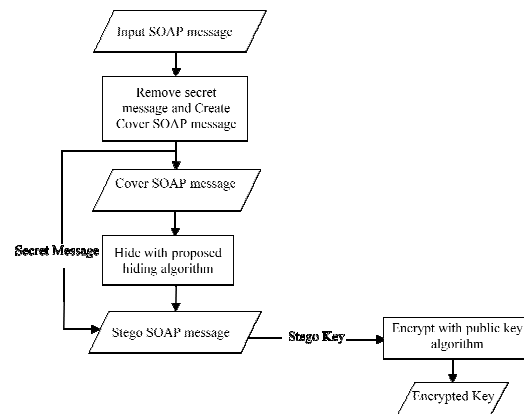 Input SOAP message
Remove secret
message and Create
Cover SOAP message
Cover SOAP message
Secret Message
Hide with proposed
hiding algorithm
Stego SOAP message
Stego Key
Encrypt with public key
algorithm
Encrypted Key